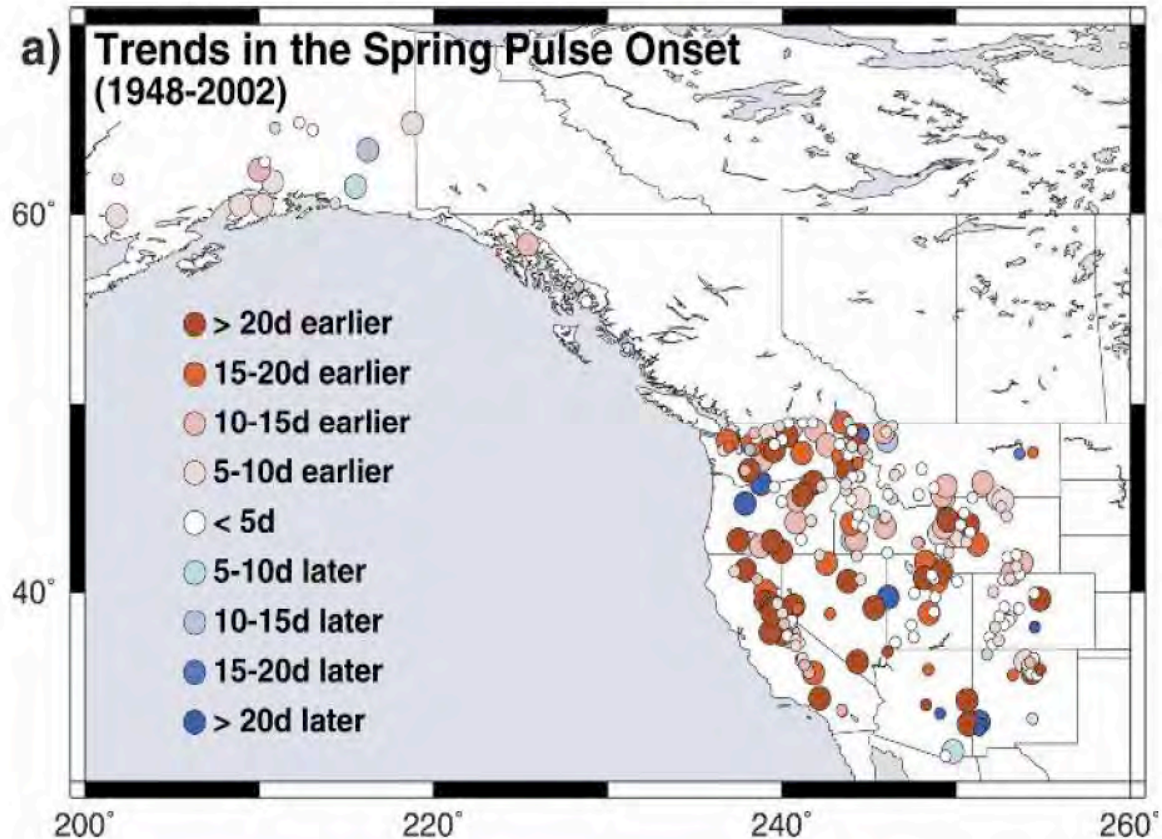 a) Trends in the Spring Pulse Onset
(1948-2002)
60°
> 20d earlier
15-20d earlier
10-15d earlier
5-10d earlier
< 5d
5-10d later
40°
10-15d later
15-20d later
> 20d later
200°
220°
240°
260°